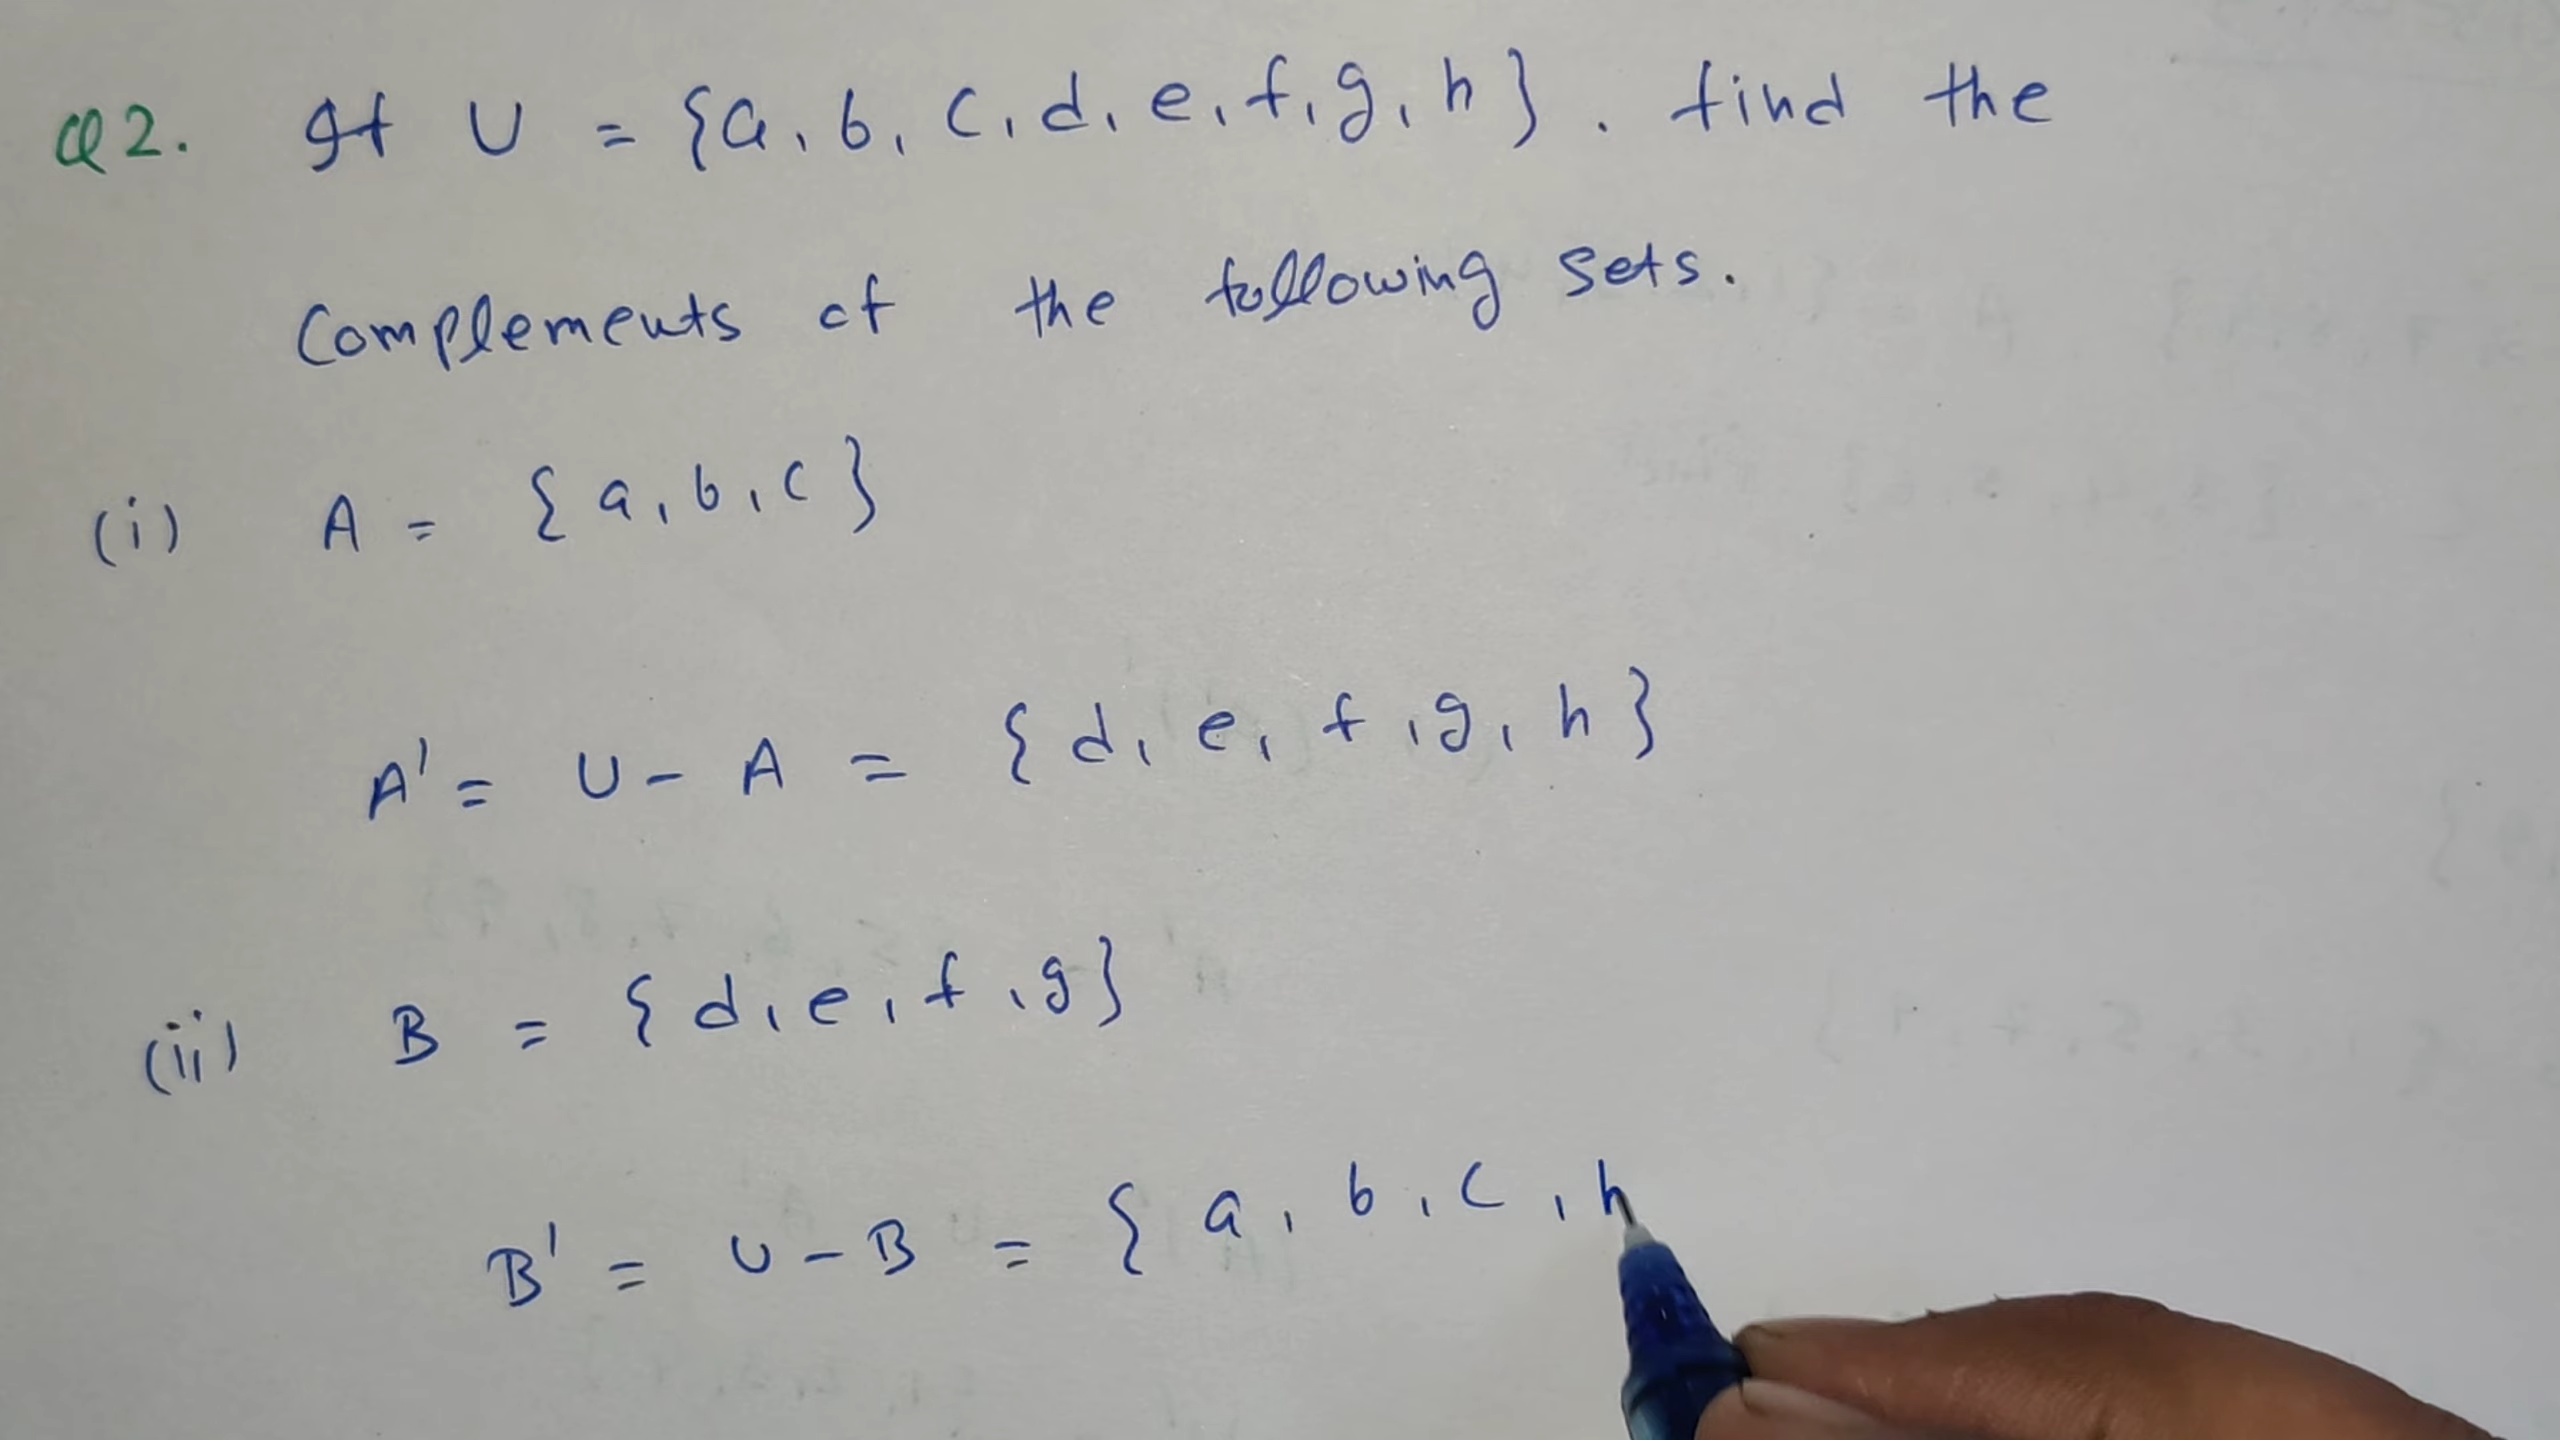 Q2. If U = {a, b, c, d, e, f, g, h}. find the
Complements of the following sets.
(i) A = {a, b, c}
A' = U - A = {d, e, f, g, h}
(ii) B = {d, e, f, g}
B' = U - B = {a, b, c, h